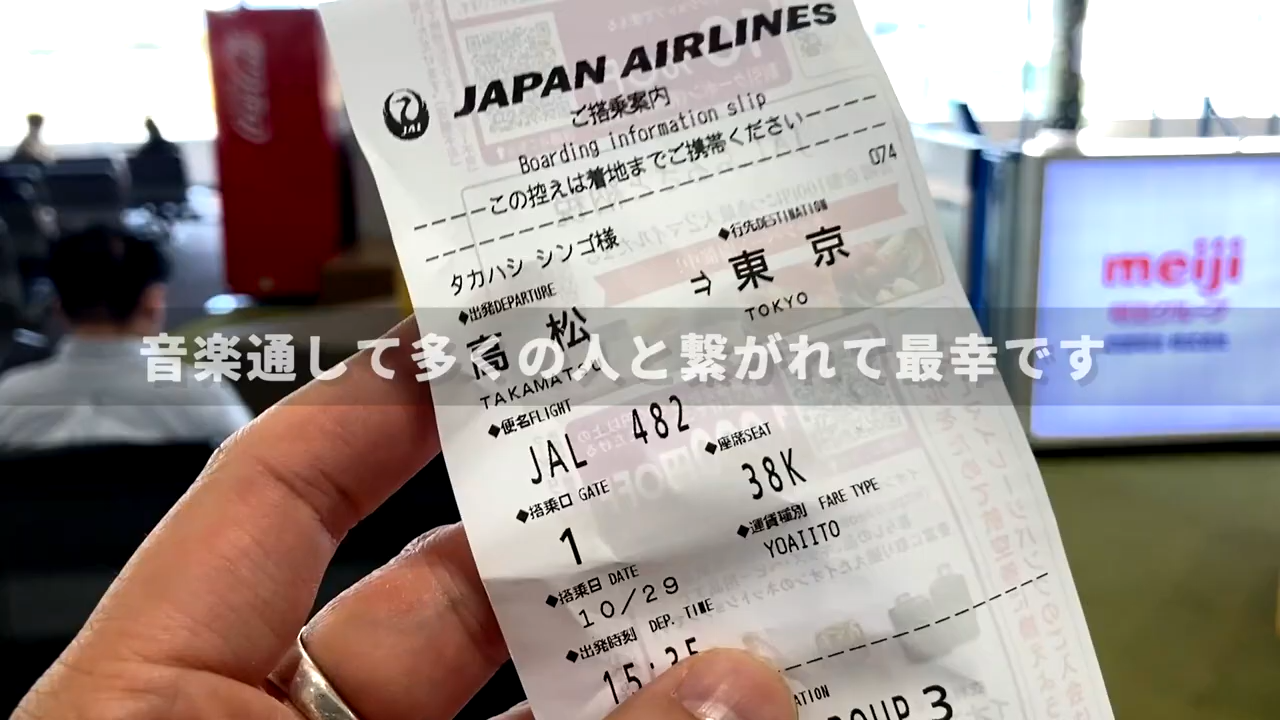 JAPAN AIRLINES
JAL
ご搭乗案内
Boarding information slip
この控えは着地までご携帯ください
074
タカハシ シンゴ様
◆行先DESTINATION
⇒ 東 京
TOKYO
◆出発DEPARTURE
高 松
TAKAMATSU
音楽通して多くの人と繋がれて最幸です
◆便名FLIGHT
JAL 482
◆座席SEAT
38K
◆搭乗口 GATE
1
◆運賃種別 FARE TYPE
YOAIITO
◆搭乗日 DATE
10/29
◆出発時刻 DEP. TIME
15:35
GROUP 3
meiji
Coca-Cola